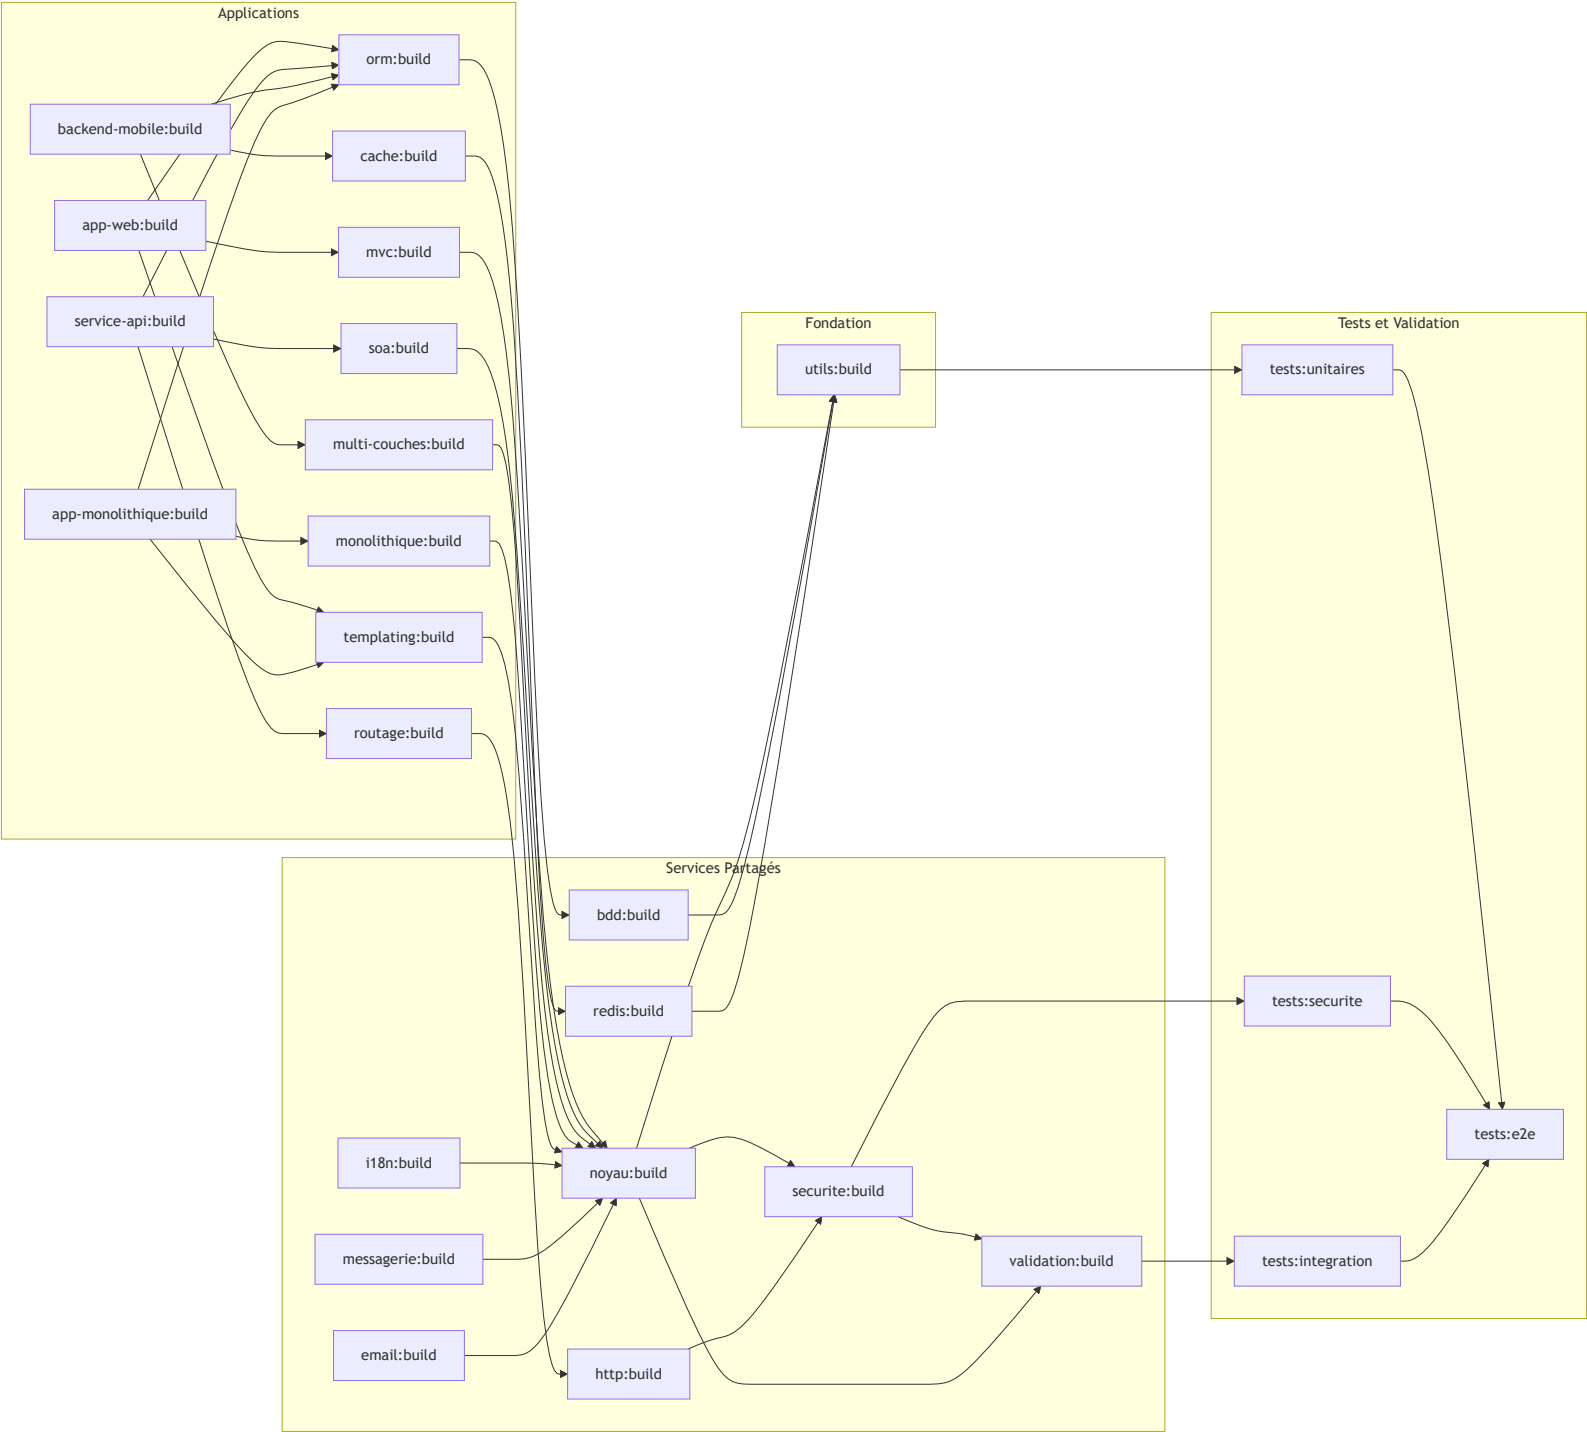 Applications
orm:build
backend-mobile:build
cache:build
app-web:build
mvc:build
service-api:build
soa:build
multi-couches:build
app-monolithique:build
monolithique:build
templating:build
routage:build
Fondation
utils:build
Tests et Validation
tests:unitaires
tests:securite
tests:e2e
tests:integration
Services Partagés
bdd:build
redis:build
i18n:build
noyau:build
securite:build
messagerie:build
validation:build
email:build
http:build